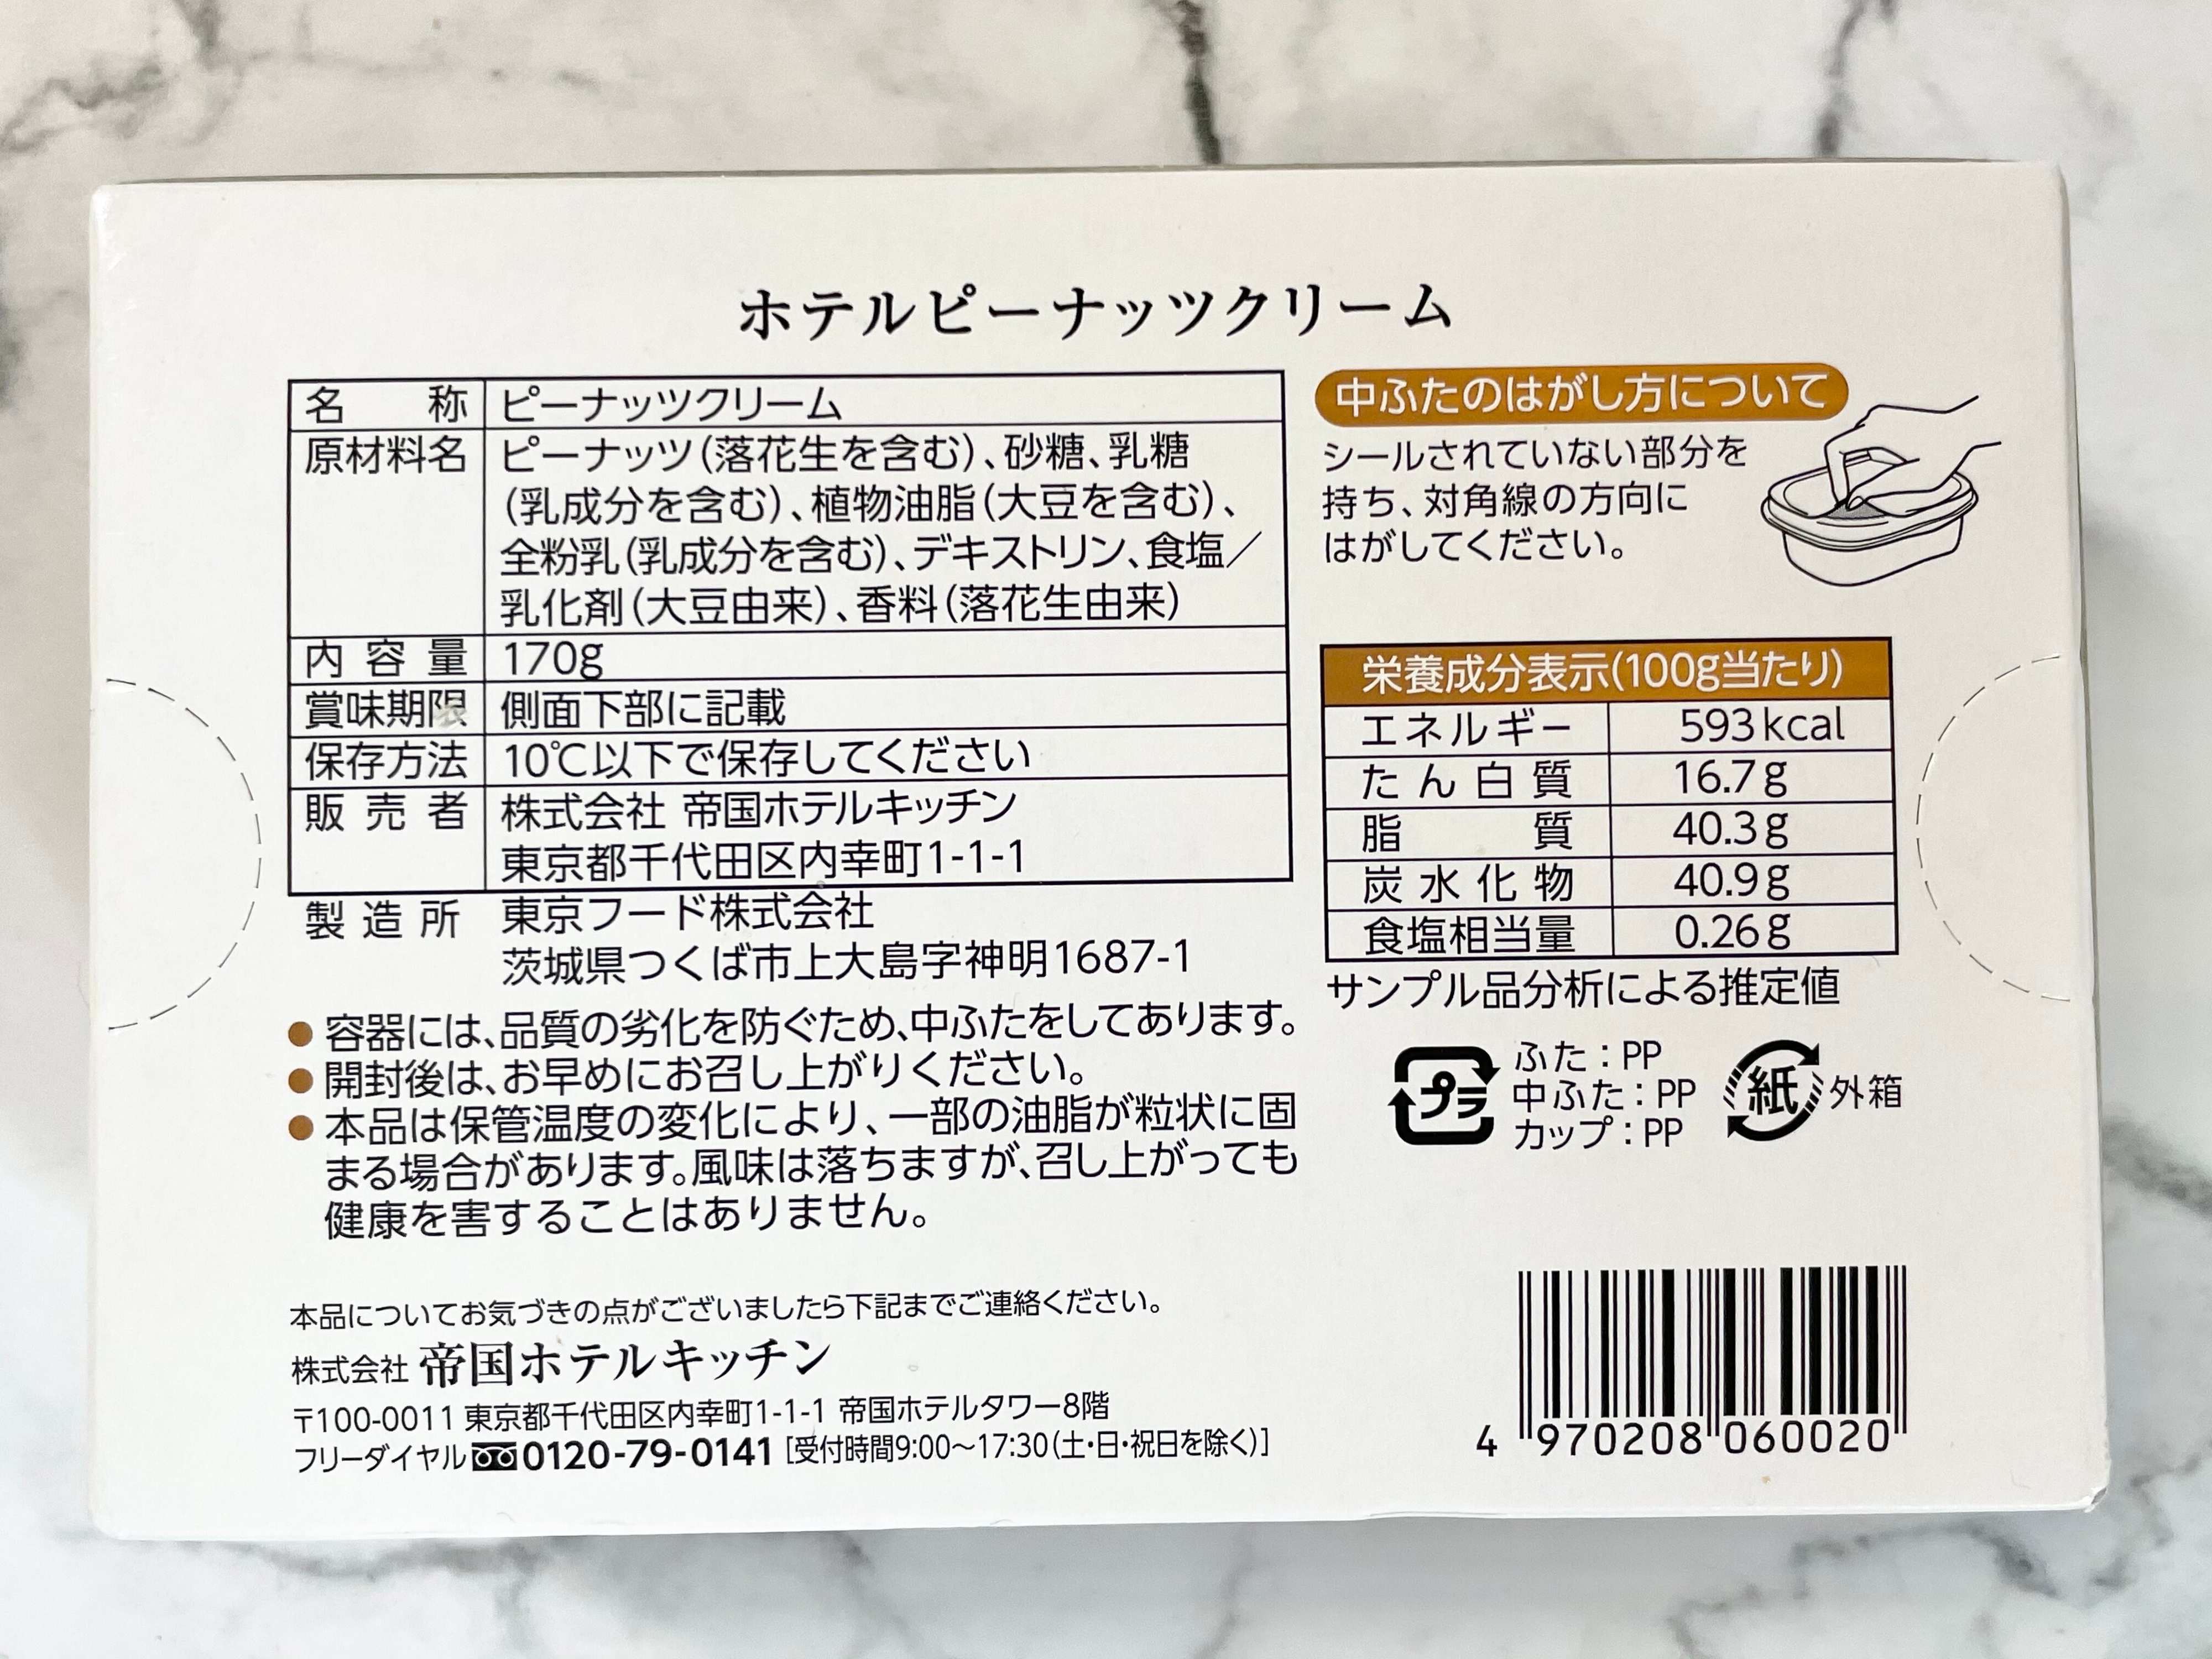 ホテルピーナッツクリーム
名称 ピーナッツクリーム
原材料名 ピーナッツ(落花生を含む)、砂糖、乳糖
(乳成分を含む)、植物油脂(大豆を含む)、
全粉乳(乳成分を含む)、デキストリン、食塩／
乳化剤(大豆由来)、香料(落花生由来)
内容量 170g
賞味期限 側面下部に記載
保存方法 10℃以下で保存してください
販売者 株式会社 帝国ホテルキッチン
東京都千代田区内幸町1-1-1
製造所 東京フード株式会社
茨城県つくば市上大島字神明1687-1
●容器には、品質の劣化を防ぐため、中ふたをしてあります。
●開封後は、お早めにお召し上がりください。
●本品は保管温度の変化により、一部の油脂が粒状に固
まる場合があります。風味は落ちますが、召し上がっても
健康を害することはありません。
本品についてお気づきの点がございましたら下記までご連絡ください。
株式会社 帝国ホテルキッチン
〒100-0011 東京都千代田区内幸町1-1-1 帝国ホテルタワー8階
フリーダイヤル 0120-79-0141 [受付時間9:00〜17:30(土・日・祝日を除く)]
中ふたのはがし方について
シールされていない部分を
持ち、対角線の方向に
はがしてください。
栄養成分表示(100g当たり)
エネルギー 593kcal
たん白質 16.7g
脂質 40.3g
炭水化物 40.9g
食塩相当量 0.26g
サンプル品分析による推定値
プラ
ふた：PP
中ふた：PP
カップ：PP
紙 外箱
4 970208 060020